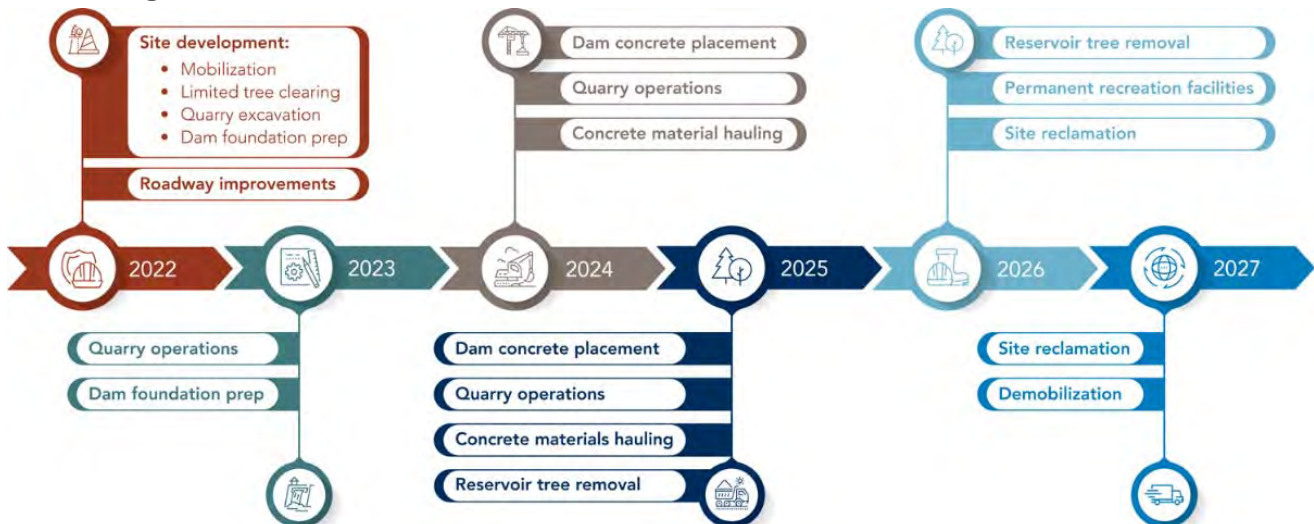 Site development:
• Mobilization
• Limited tree clearing
• Quarry excavation
• Dam foundation prep
Roadway improvements
Dam concrete placement
Quarry operations
Concrete material hauling
Reservoir tree removal
Permanent recreation facilities
Site reclamation
2022
2023
2024
2025
2026
2027
Quarry operations
Dam foundation prep
Dam concrete placement
Quarry operations
Concrete materials hauling
Reservoir tree removal
Site reclamation
Demobilization